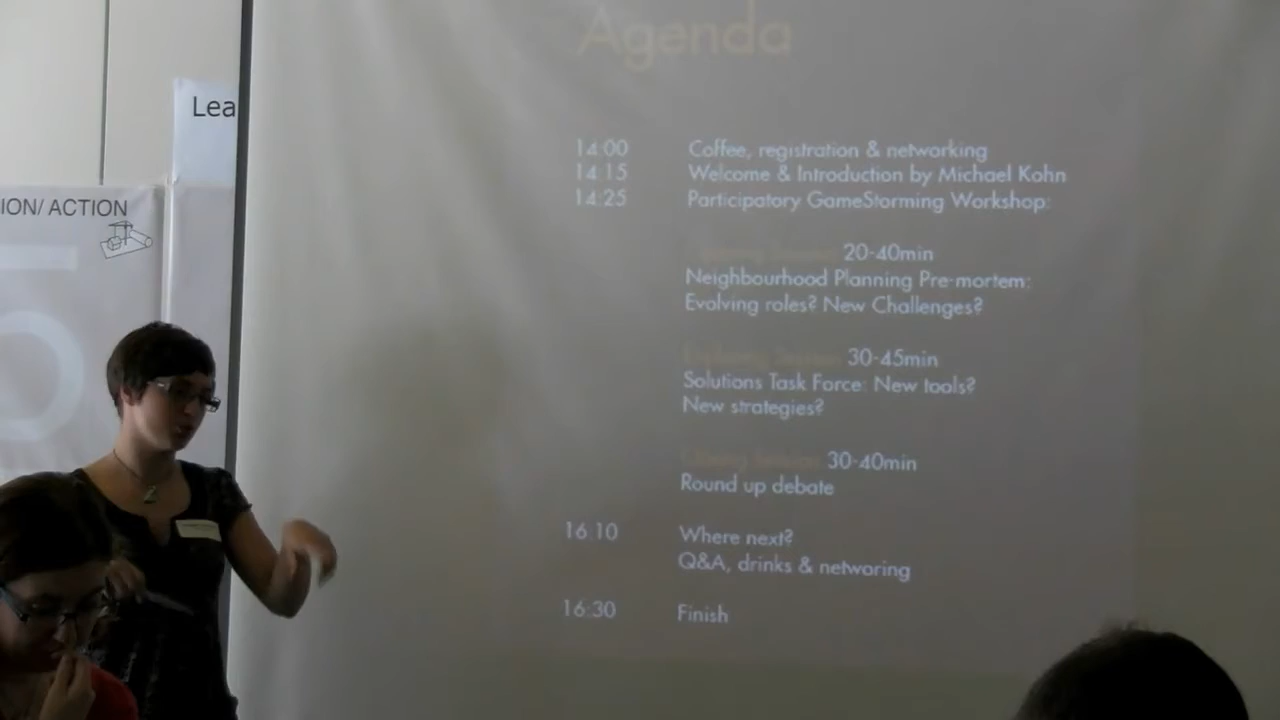 Agenda
Lea
ION/ ACTION
14:00 Coffee, registration & networking
14:15 Welcome & Introduction by Michael Kohn
14:25 Participatory GameStorming Workshop:
20-40min
Neighbourhood Planning Pre-mortem:
Evolving roles? New Challenges?
30-45min
Solutions Task Force: New tools?
New strategies?
30-40min
Round up debate
16:10 Where next?
Q&A, drinks & networing
16:30 Finish